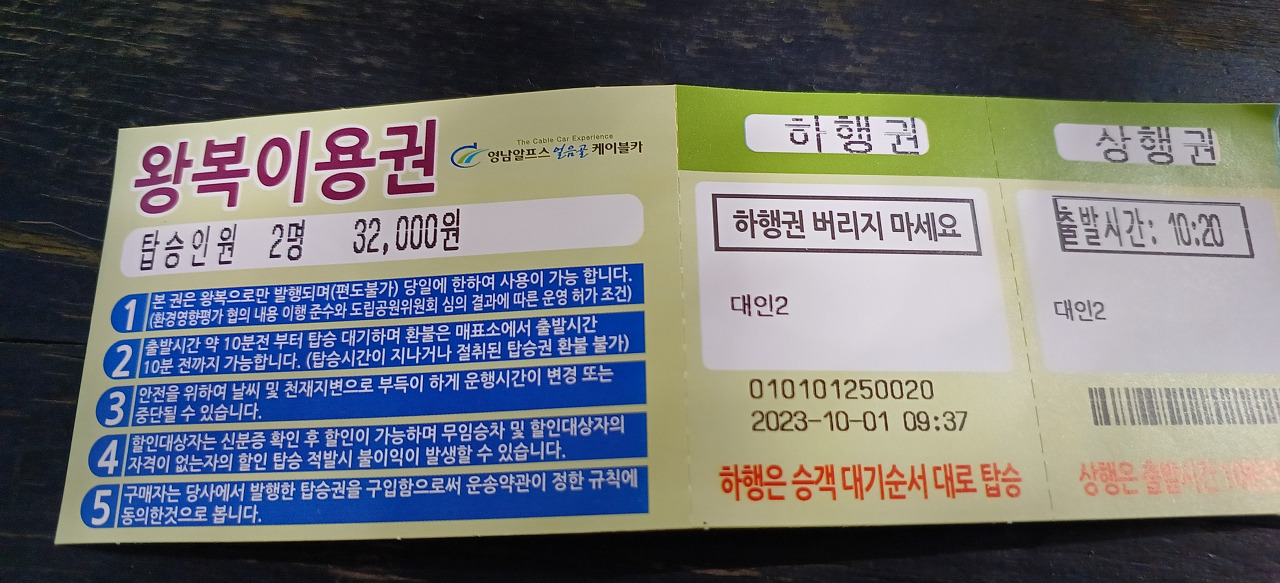 왕복이용권
The Cable Car Experience
영남알프스 얼음골 케이블카
탑승인원 2명 32,000원
1 본 권은 왕복으로만 발행되며(편도불가) 당일에 한하여 사용이 가능 합니다.
(환경영향평가 협의 내용 이행 준수와 도립공원위원회 심의 결과에 따른 운영 허가 조건)
2 출발시간 약 10분전 부터 탑승 대기하며 환불은 매표소에서 출발시간
10분 전까지 가능합니다. (탑승시간이 지나거나 절취된 탑승권 환불 불가)
3 안전을 위하여 날씨 및 천재지변으로 부득이 하게 운행시간이 변경 또는
중단될 수 있습니다.
4 할인대상자는 신분증 확인 후 할인이 가능하며 무임승차 및 할인대상자의
자격이 없는자의 할인 탑승 적발시 불이익이 발생할 수 있습니다.
5 구매자는 당사에서 발행한 탑승권을 구입함으로써 운송약관이 정한 규칙에
동의한것으로 봅니다.
하행권
하행권 버리지 마세요
대인2
010101250020
2023-10-01 09:37
하행은 승객 대기순서 대로 탑승
상행권
출발시간: 10:20
대인2
상행은 출발시간